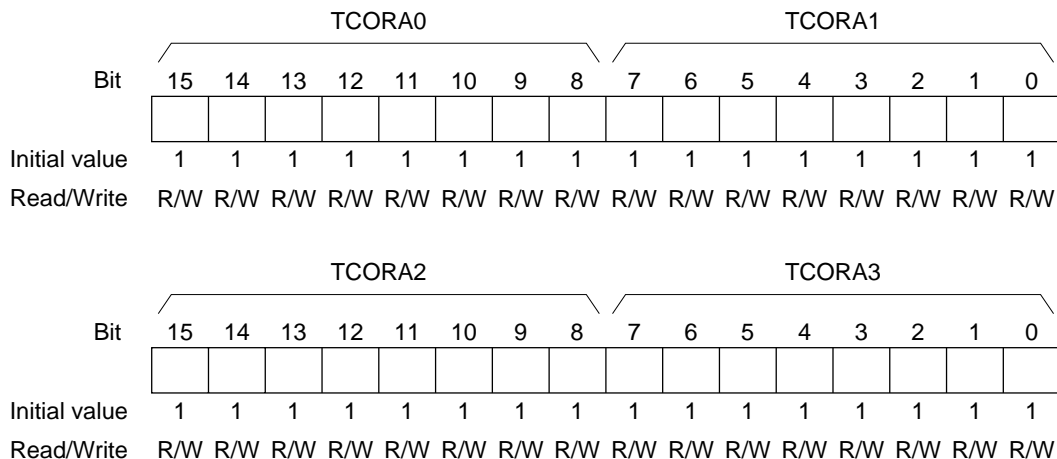 TCORA0 TCORA1
Bit 15 14 13 12 11 10 9 8 7 6 5 4 3 2 1 0
Initial value 1 1 1 1 1 1 1 1 1 1 1 1 1 1 1 1
Read/Write R/W R/W R/W R/W R/W R/W R/W R/W R/W R/W R/W R/W R/W R/W R/W R/W
TCORA2 TCORA3
Bit 15 14 13 12 11 10 9 8 7 6 5 4 3 2 1 0
Initial value 1 1 1 1 1 1 1 1 1 1 1 1 1 1 1 1
Read/Write R/W R/W R/W R/W R/W R/W R/W R/W R/W R/W R/W R/W R/W R/W R/W R/W